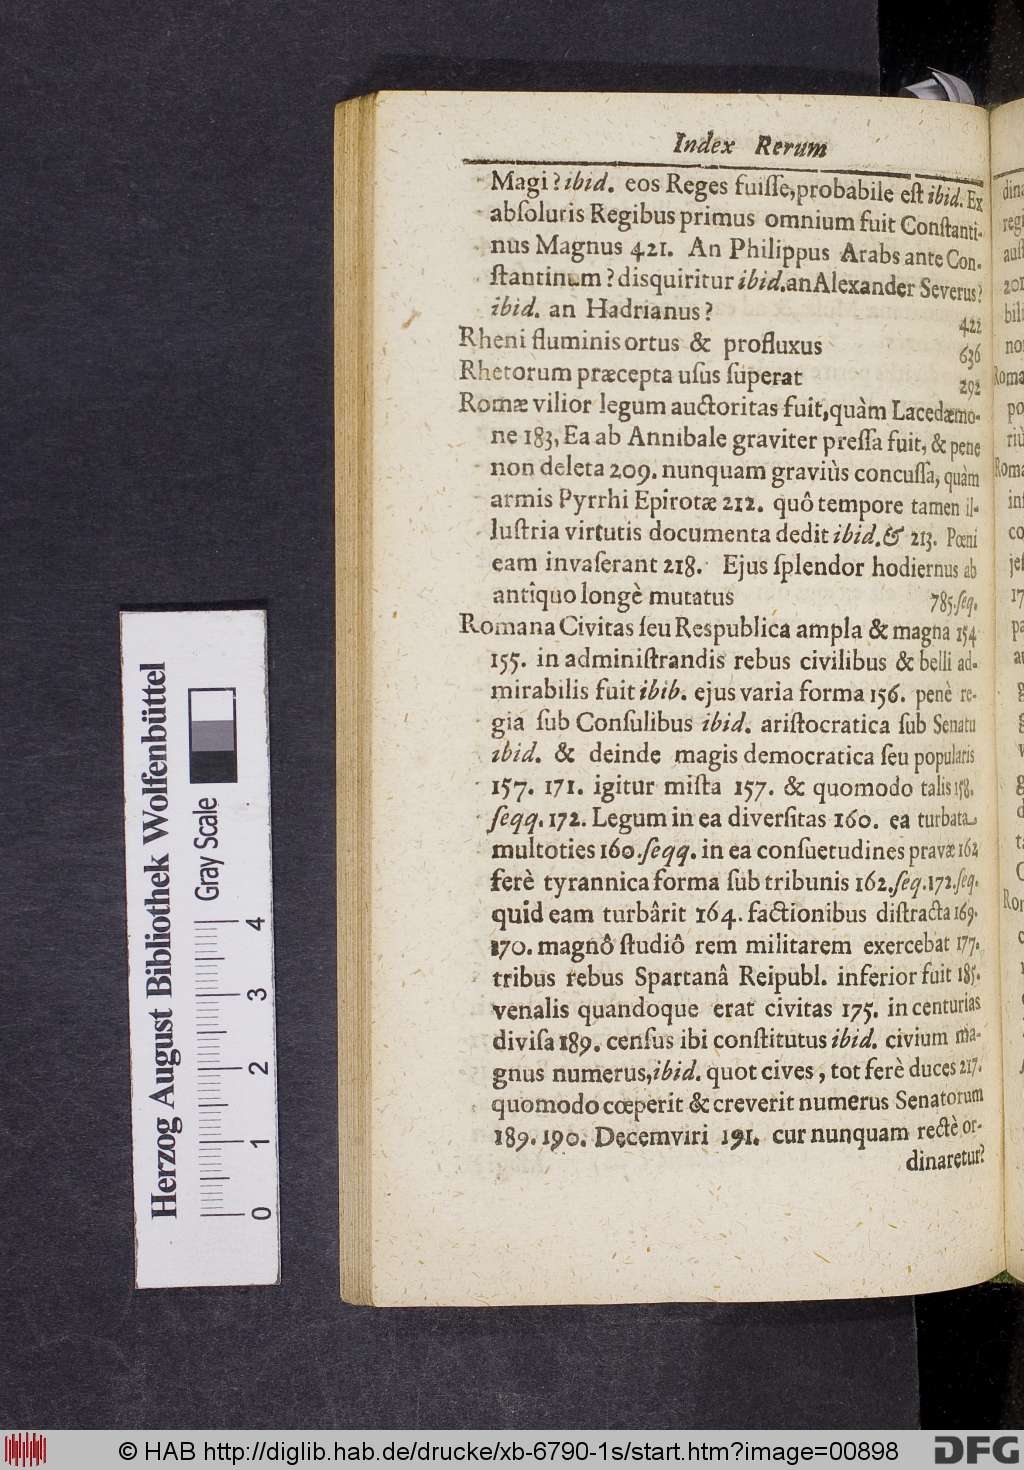 Index Rerum
Magi? ibid. eos Reges fuiſſe, probabile eſt ibid. Ex
abſolutis Regibus primus omnium fuit Conſtanti-
nus Magnus 421. An Philippus Arabs ante Con-
ſtantinum? disquiritur ibid. an Alexander Severus?
ibid. an Hadrianus? 422
Rheni fluminis ortus & profluxus 636
Rhetorum præcepta uſus ſuperat 292
Romæ vilior legum auctoritas fuit, quàm Lacedæmo-
ne 183, Ea ab Annibale graviter preſſa fuit, & pene
non deleta 209. nunquam graviùs concuſſa, quàm
armis Pyrrhi Epirotæ 212. quô tempore tamen il-
luſtria virtutis documenta dedit ibid. & 213. Pœni
eam invaſerant 218. Ejus ſplendor hodiernus ab
antîquo longè mutatus 785. ſeq.
Romana Civitas ſeu Respublica ampla & magna 154
155. in adminiſtrandis rebus civilibus & belli ad-
mirabilis fuit ibib. ejus varia forma 156. penè re-
gia ſub Conſulibus ibid. ariſtocratica ſub Senatu
ibid. & deinde magis democratica ſeu popularis
157. 171. igitur miſta 157. & quomodo talis 158.
ſeqq. 172. Legum in ea diverſitas 160. ea turbata
multoties 160. ſeqq. in ea conſuetudines pravæ 162
ferè tyrannica forma ſub tribunis 162. ſeq. 172. ſeq.
quid eam turbârit 164. factionibus diſtracta 169.
170. magnô ſtudiô rem militarem exercebat 177.
tribus rebus Spartanâ Reipubl. inferior fuit 185.
venalis quandoque erat civitas 175. in centurias
diviſa 189. cenſus ibi conſtitutus ibid. civium ma-
gnus numerus, ibid. quot cives, tot ferè duces 217.
quomodo cœperit & creverit numerus Senatorum
189. 190. Decemviri 191. cur nunquam rectè or-
dinaretur?
Herzog August Bibliothek Wolfenbüttel
Gray Scale
0 1 2 3 4
© HAB http://diglib.hab.de/drucke/xb-6790-1s/start.htm?image=00898
DFG